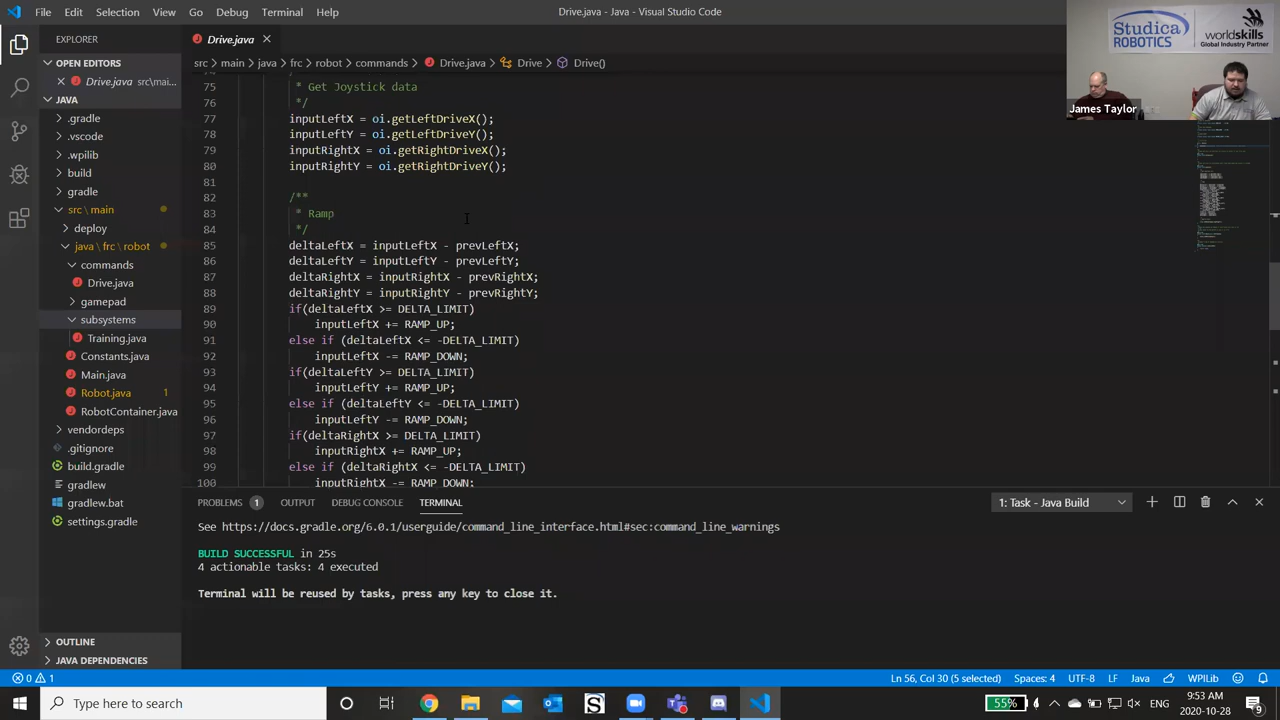 File Edit Selection View Go Debug Terminal Help
Drive.java - Java - Visual Studio Code
Studica
ROBOTICS
worldskills
Global Industry Partner
James Taylor
EXPLORER
OPEN EDITORS
Drive.java src\mai...
JAVA
.gradle
.vscode
.wpilib
build
gradle
src\main
deploy
java\frc\robot
commands
Drive.java
gamepad
subsystems
Training.java
Constants.java
Main.java
Robot.java 1
RobotContainer.java
vendordeps
.gitignore
build.gradle
gradlew
gradlew.bat
settings.gradle
OUTLINE
JAVA DEPENDENCIES
Drive.java
src > main > java > frc > robot > commands > Drive.java > Drive > Drive()
75 * Get Joystick data
76 */
77 inputLeftX = oi.getLeftDriveX();
78 inputLeftY = oi.getLeftDriveY();
79 inputRightX = oi.getRightDriveX();
80 inputRightY = oi.getRightDriveY();
81
82 /**
83 * Ramp
84 */
85 deltaLeftX = inputLeftX - prevLeftX;
86 deltaLeftY = inputLeftY - prevLeftY;
87 deltaRightX = inputRightX - prevRightX;
88 deltaRightY = inputRightY - prevRightY;
89 if(deltaLeftX >= DELTA_LIMIT)
90 inputLeftX += RAMP_UP;
91 else if (deltaLeftX <= -DELTA_LIMIT)
92 inputLeftX -= RAMP_DOWN;
93 if(deltaLeftY >= DELTA_LIMIT)
94 inputLeftY += RAMP_UP;
95 else if (deltaLeftY <= -DELTA_LIMIT)
96 inputLeftY -= RAMP_DOWN;
97 if(deltaRightX >= DELTA_LIMIT)
98 inputRightX += RAMP_UP;
99 else if (deltaRightX <= -DELTA_LIMIT)
100 inputRightX -= RAMP_DOWN;
PROBLEMS 1 OUTPUT DEBUG CONSOLE TERMINAL
1: Task - Java Build
See https://docs.gradle.org/6.0.1/userguide/command_line_interface.html#sec:command_line_warnings
BUILD SUCCESSFUL in 25s
4 actionable tasks: 4 executed
Terminal will be reused by tasks, press any key to close it.
0 1
Ln 56, Col 30 (5 selected) Spaces: 4 UTF-8 LF Java WPILib
Type here to search
55%
ENG
9:53 AM
2020-10-28
9